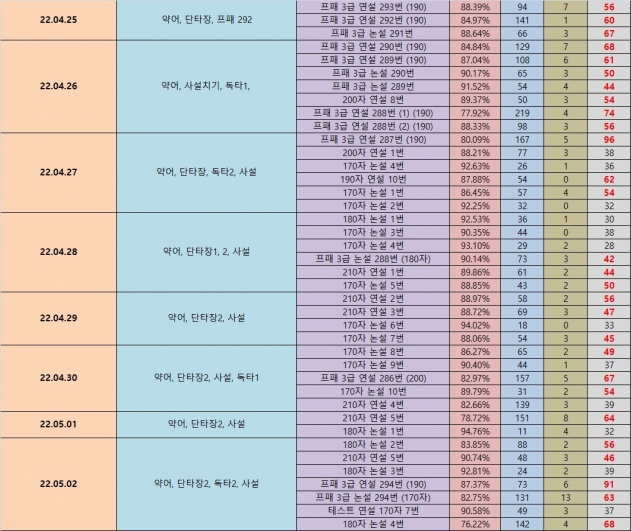 22.04.25 약어, 단타장, 프패 292
프패 3급 연설 293번 (190) 88.39% 94 7 56
프패 3급 연설 292번 (190) 84.97% 141 1 60
프패 3급 논설 291번 88.64% 66 3 67
22.04.26 약어, 사설치기, 독타1,
프패 3급 연설 290번 (190) 84.84% 129 7 68
프패 3급 연설 289번 (190) 87.04% 108 6 61
프패 3급 논설 290번 90.17% 65 3 50
프패 3급 논설 289번 91.52% 54 4 44
200자 연설 8번 89.37% 50 3 54
프패 3급 연설 288번 (1) (190) 77.92% 219 4 74
프패 3급 연설 288번 (2) (190) 88.33% 98 3 56
22.04.27 약어, 단타장, 독타2, 사설
프패 3급 연설 287번 (190) 80.09% 167 5 96
200자 연설 1번 88.21% 77 3 38
170자 논설 4번 92.63% 26 1 36
190자 연설 10번 87.88% 54 0 62
170자 논설 1번 86.45% 57 4 54
170자 논설 2번 92.25% 32 0 32
22.04.28 약어, 단타장1, 2, 사설
180자 논설 1번 92.53% 36 1 30
170자 논설 3번 90.35% 44 0 38
170자 논설 4번 93.10% 29 2 28
프패 3급 논설 288번 (180자) 90.14% 73 3 42
210자 연설 1번 89.86% 61 2 44
170자 논설 5번 88.85% 43 2 50
22.04.29 약어, 단타장2, 사설
210자 연설 2번 88.97% 58 2 56
210자 연설 3번 88.72% 69 3 47
170자 논설 6번 94.02% 18 0 33
170자 논설 7번 88.06% 54 3 45
22.04.30 약어, 단타장2, 사설, 독타1
170자 논설 8번 86.27% 65 2 49
170자 논설 9번 90.40% 44 1 37
프패 3급 연설 286번 (200) 82.97% 157 5 67
170자 논설 10번 89.79% 31 2 54
210자 연설 4번 82.66% 139 3 39
22.05.01 약어, 단타장2, 사설
210자 연설 5번 78.72% 151 8 64
180자 논설 1번 94.76% 11 4 32
22.05.02 약어, 단타장2, 독타2, 사설
180자 논설 2번 83.85% 88 2 56
210자 연설 5번 90.74% 48 3 46
180자 논설 3번 92.81% 24 2 39
프패 3급 연설 294번 (190) 87.37% 73 6 91
프패 3급 논설 294번 (170자) 82.75% 131 13 63
테스트 연설 170자 7번 90.58% 49 3 37
180자 논설 4번 76.22% 142 4 68